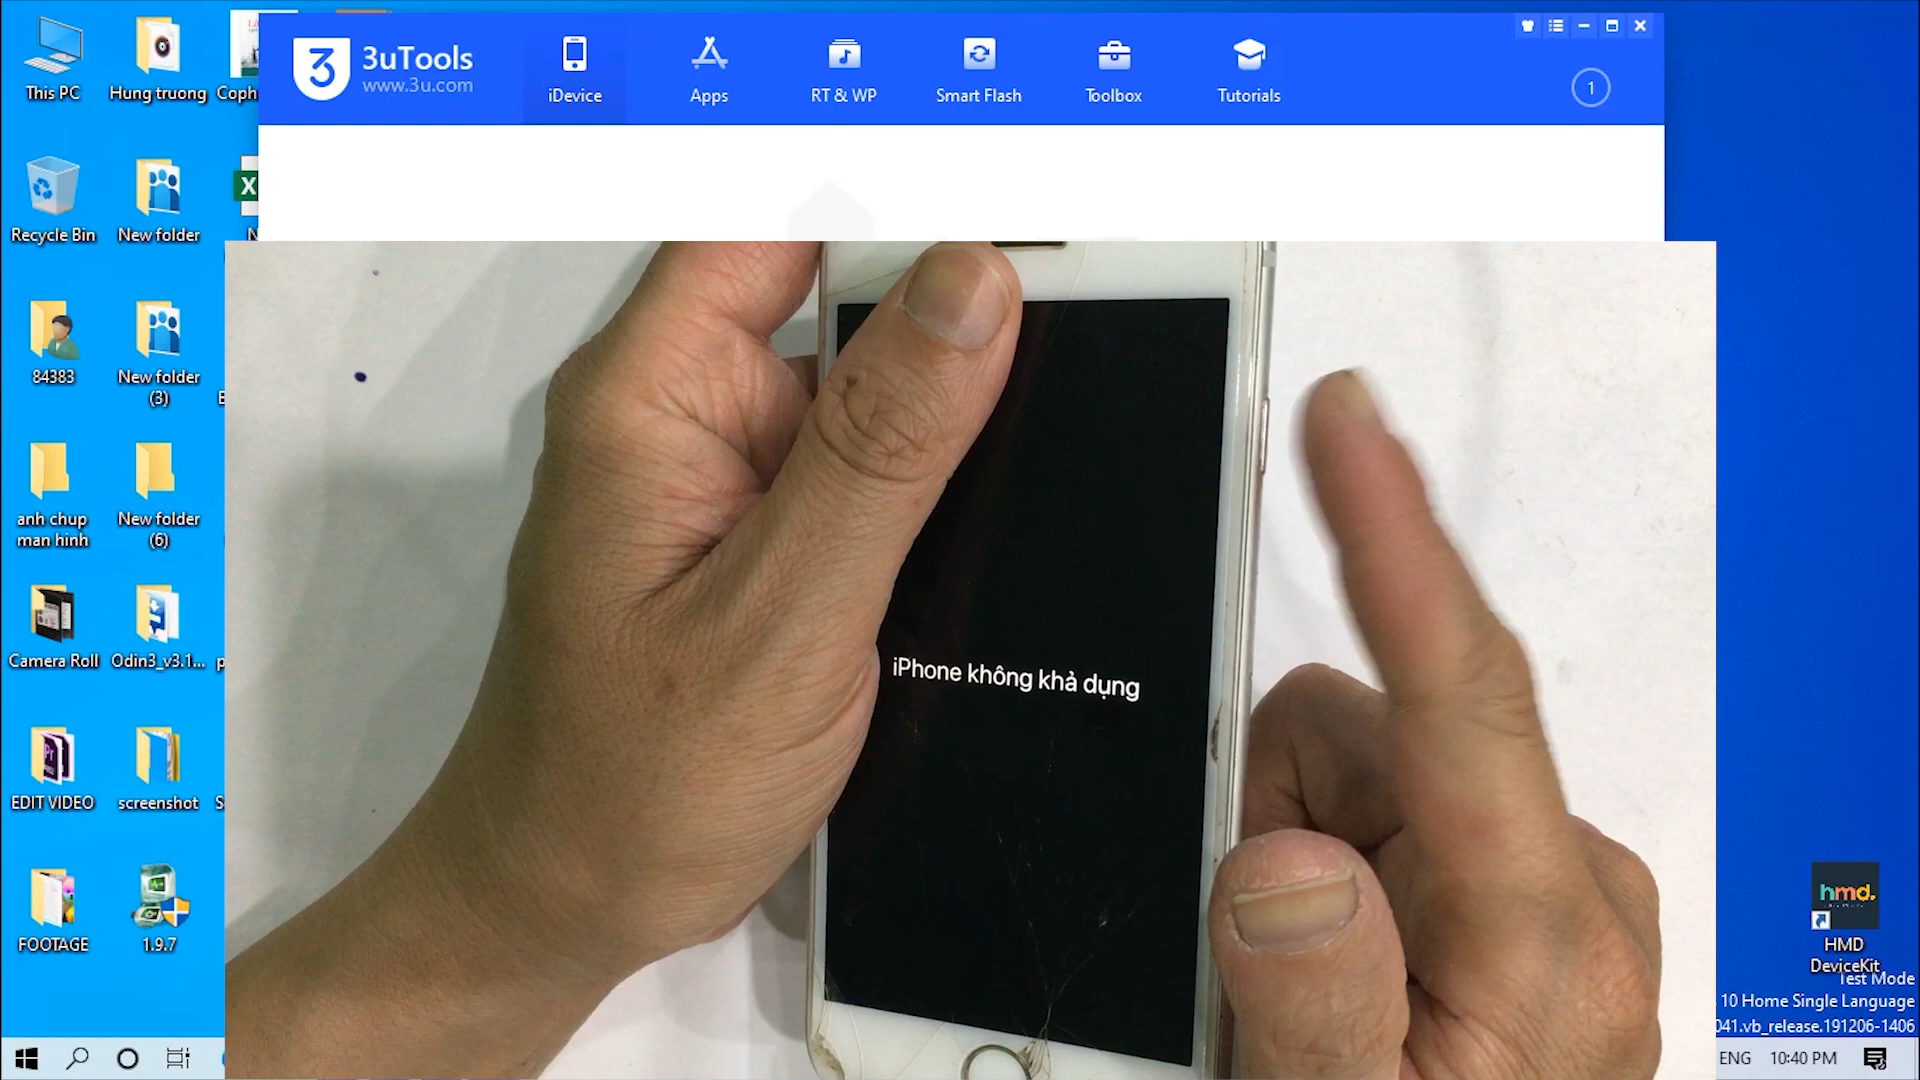 3uTools
www.3u.com
iDevice
Apps
RT & WP
Smart Flash
Toolbox
Tutorials
1
This PC
Hung truong
Coph
Recycle Bin
New folder
N
84383
New folder
(3)
E
anh chup
man hinh
New folder
(6)
Camera Roll
Odin3_v3.1...
p
EDIT VIDEO
screenshot
S
FOOTAGE
1.9.7
iPhone không khả dụng
hmd.
HMD
DeviceKit
Test Mode
10 Home Single Language
041.vb_release.191206-1406
ENG
10:40 PM